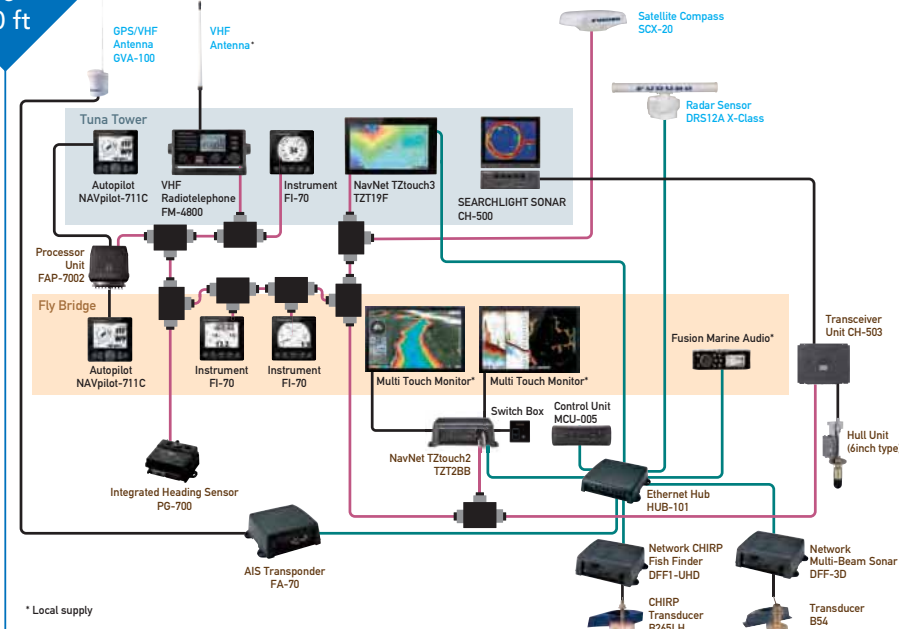 0 ft
GPS/VHF
Antenna
GVA-100
VHF
Antenna*
Satellite Compass
SCX-20
FURUNO
Radar Sensor
DRS12A X-Class
Tuna Tower
Autopilot
NAVpilot-711C
VHF
Radiotelephone
FM-4800
Instrument
FI-70
NavNet TZtouch3
TZT19F
SEARCHLIGHT SONAR
CH-500
Processor
Unit
FAP-7002
Fly Bridge
Autopilot
NAVpilot-711C
Instrument
FI-70
Instrument
FI-70
Multi Touch Monitor*
Multi Touch Monitor*
Fusion Marine Audio*
Transceiver
Unit CH-503
Switch Box
Control Unit
MCU-005
NavNet TZtouch2
TZT2BB
Hull Unit
(6inch type)
Integrated Heading Sensor
PG-700
Ethernet Hub
HUB-101
AIS Transponder
FA-70
Network CHIRP
Fish Finder
DFF1-UHD
Network
Multi-Beam Sonar
DFF-3D
CHIRP
Transducer
B265LH
Transducer
B54
* Local supply